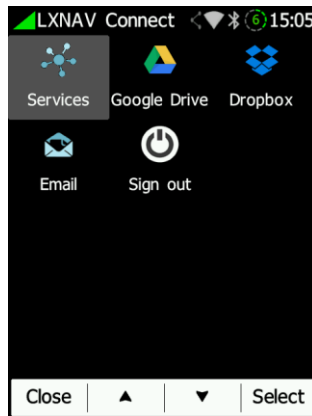 LXNAV Connect 6 15:05
Services Google Drive Dropbox
Email Sign out
Close Select